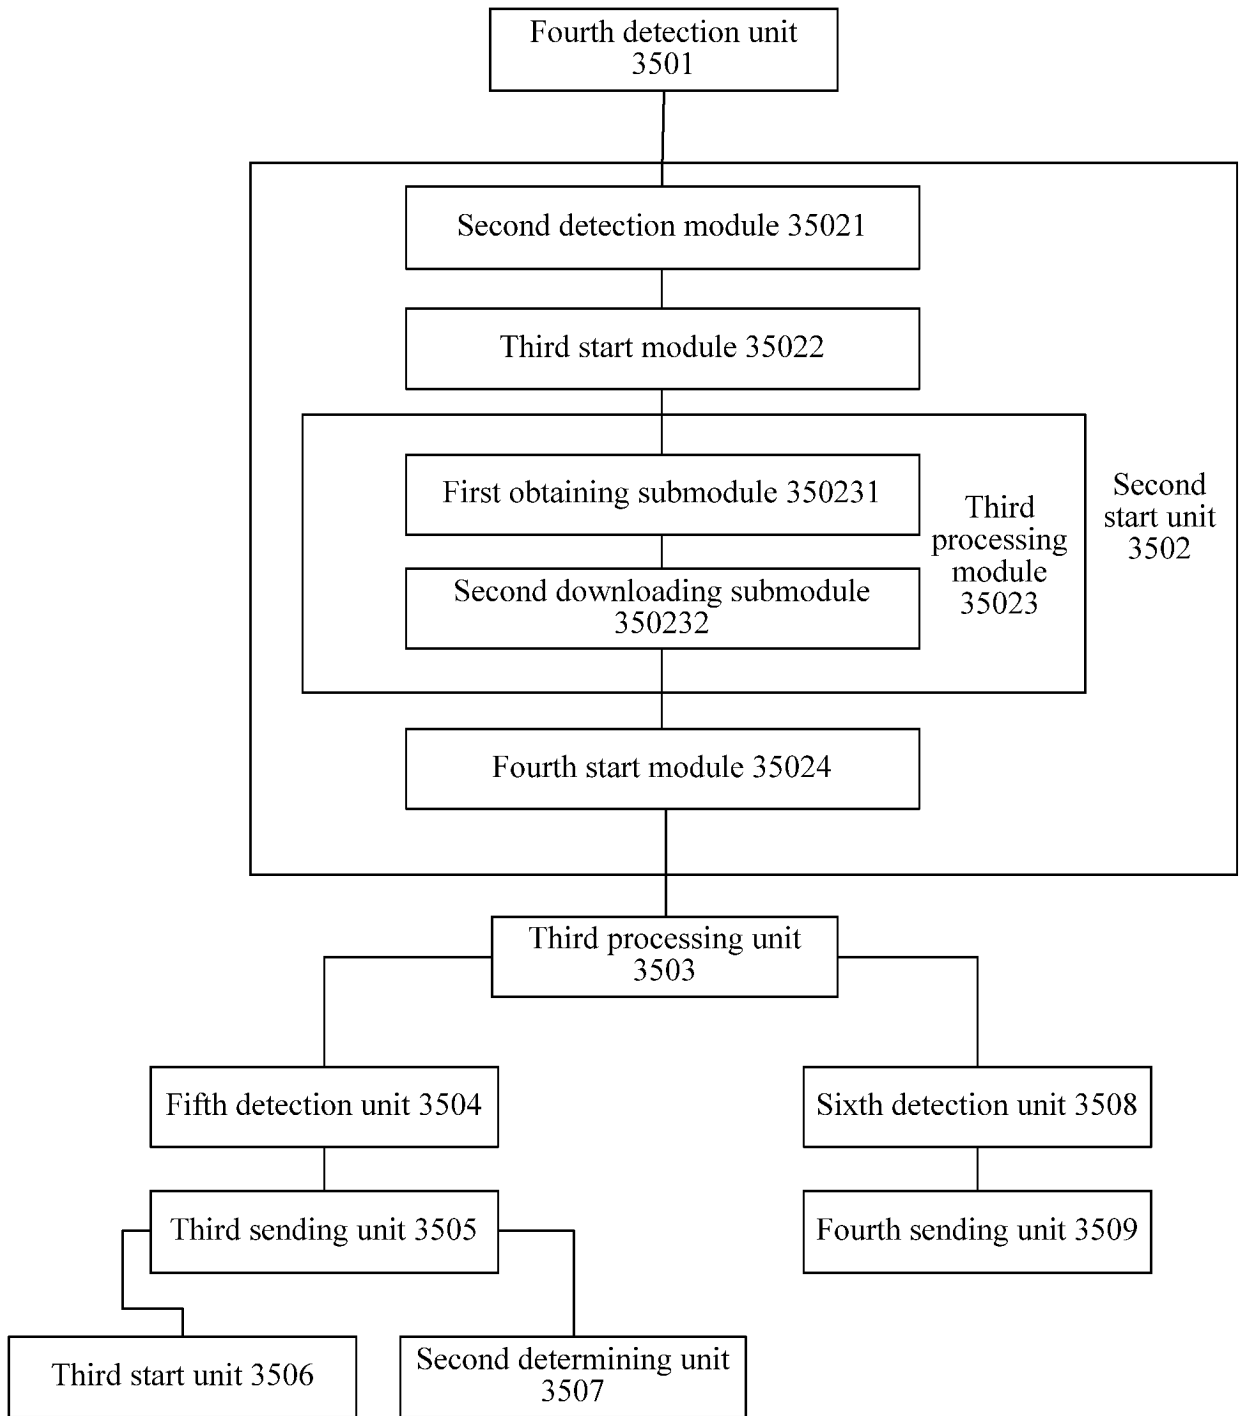 Fourth detection unit
3501
Second detection module 35021
Third start module 35022
First obtaining submodule 350231
Second downloading submodule
350232
Third
processing
module
35023
Second
start unit
3502
Fourth start module 35024
Third processing unit
3503
Fifth detection unit 3504
Sixth detection unit 3508
Third sending unit 3505
Fourth sending unit 3509
Third start unit 3506
Second determining unit
3507